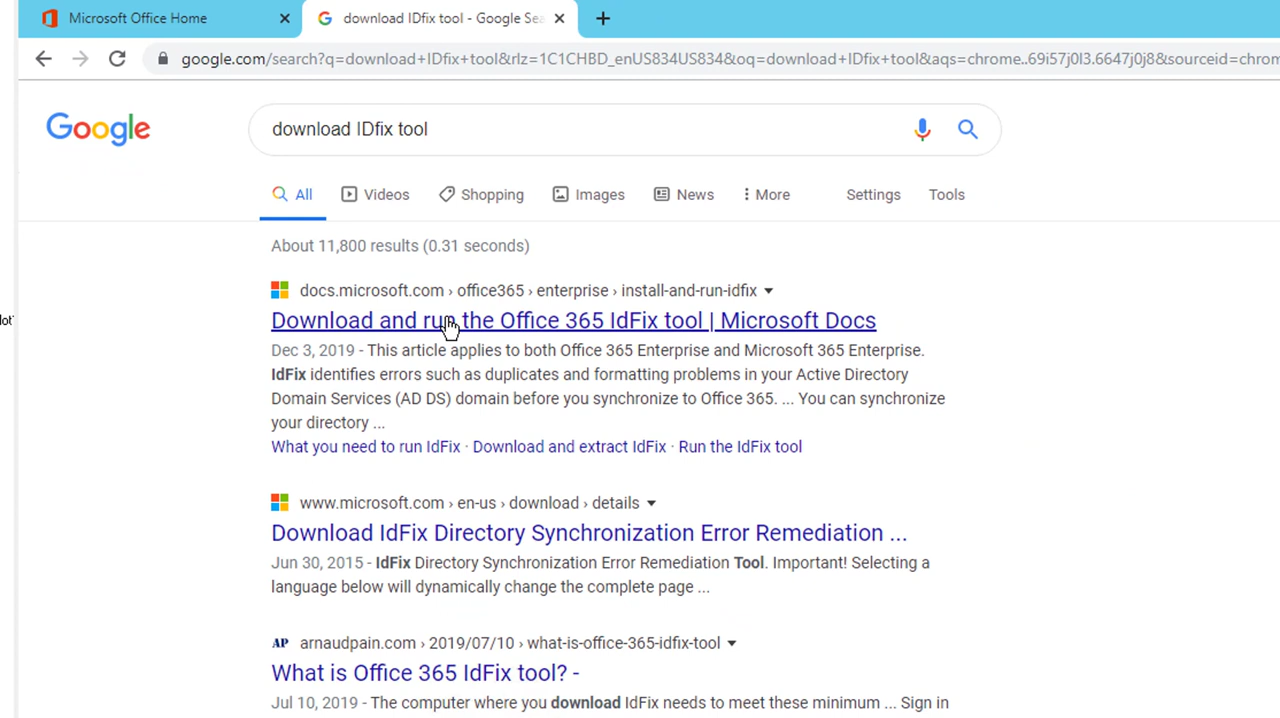 Microsoft Office Home
download IDfix tool - Google Sea
google.com/search?q=download+IDfix+tool&rlz=1C1CHBD_enUS834US834&oq=download+IDfix+tool&aqs=chrome..69i57j0l3.6647j0j8&sourceid=chrom
Google
download IDfix tool
All Videos Shopping Images News More Settings Tools
About 11,800 results (0.31 seconds)
docs.microsoft.com › office365 › enterprise › install-and-run-idfix
Download and run the Office 365 IdFix tool | Microsoft Docs
Dec 3, 2019 - This article applies to both Office 365 Enterprise and Microsoft 365 Enterprise.
IdFix identifies errors such as duplicates and formatting problems in your Active Directory
Domain Services (AD DS) domain before you synchronize to Office 365. ... You can synchronize
your directory ...
What you need to run IdFix · Download and extract IdFix · Run the IdFix tool
www.microsoft.com › en-us › download › details
Download IdFix Directory Synchronization Error Remediation ...
Jun 30, 2015 - IdFix Directory Synchronization Error Remediation Tool. Important! Selecting a
language below will dynamically change the complete page ...
AP arnaudpain.com › 2019/07/10 › what-is-office-365-idfix-tool
What is Office 365 IdFix tool? -
Jul 10, 2019 - The computer where you download IdFix needs to meet these minimum ... Sign in